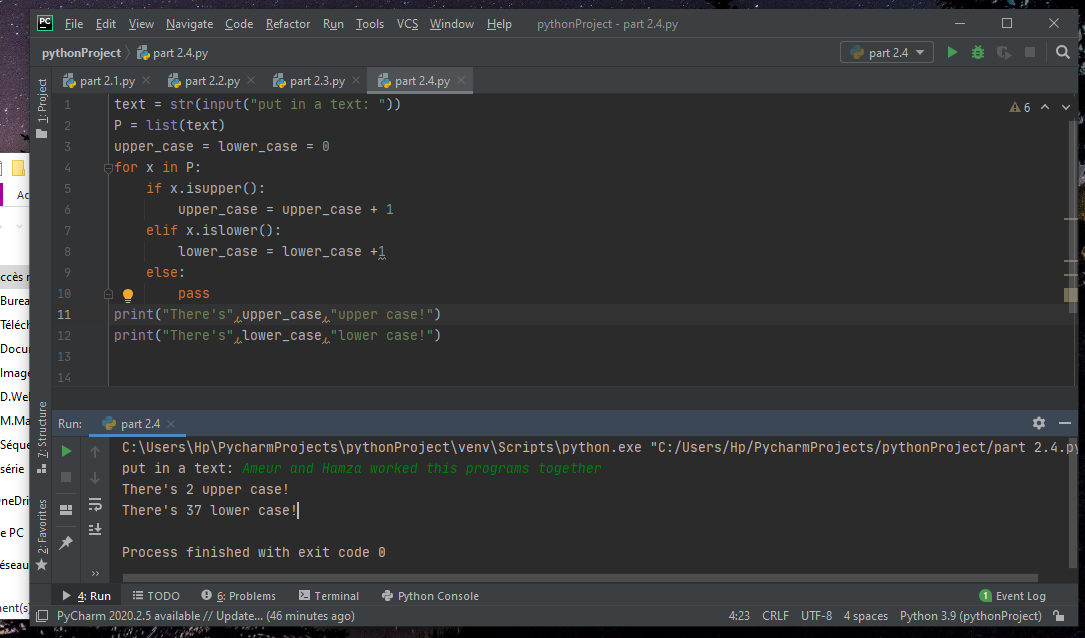 PC File Edit View Navigate Code Refactor Run Tools VCS Window Help pythonProject - part 2.4.py
pythonProject part 2.4.py part 2.4
part 2.1.py part 2.2.py part 2.3.py part 2.4.py
1: Project
6
1 text = str(input("put in a text: "))
2 P = list(text)
3 upper_case = lower_case = 0
4 for x in P:
5 if x.isupper():
6 upper_case = upper_case + 1
7 elif x.islower():
8 lower_case = lower_case +1
9 else:
10 pass
11 print("There's",upper_case,"upper case!")
12 print("There's",lower_case,"lower case!")
13
14
ccès r
Burea
Téléch
Docu
Image
D.Wel
M.Ma
Séque
série
neDri
e PC
éseau
ment(s)
7: Structure
2: Favorites
Run: part 2.4
C:\Users\Hp\PycharmProjects\pythonProject\venv\Scripts\python.exe "C:/Users/Hp/PycharmProjects/pythonProject/part 2.4.py
put in a text: Ameur and Hamza worked this programs together
There's 2 upper case!
There's 37 lower case!
Process finished with exit code 0
4: Run TODO 6: Problems Terminal Python Console 1 Event Log
PyCharm 2020.2.5 available // Update... (46 minutes ago) 4:23 CRLF UTF-8 4 spaces Python 3.9 (pythonProject)